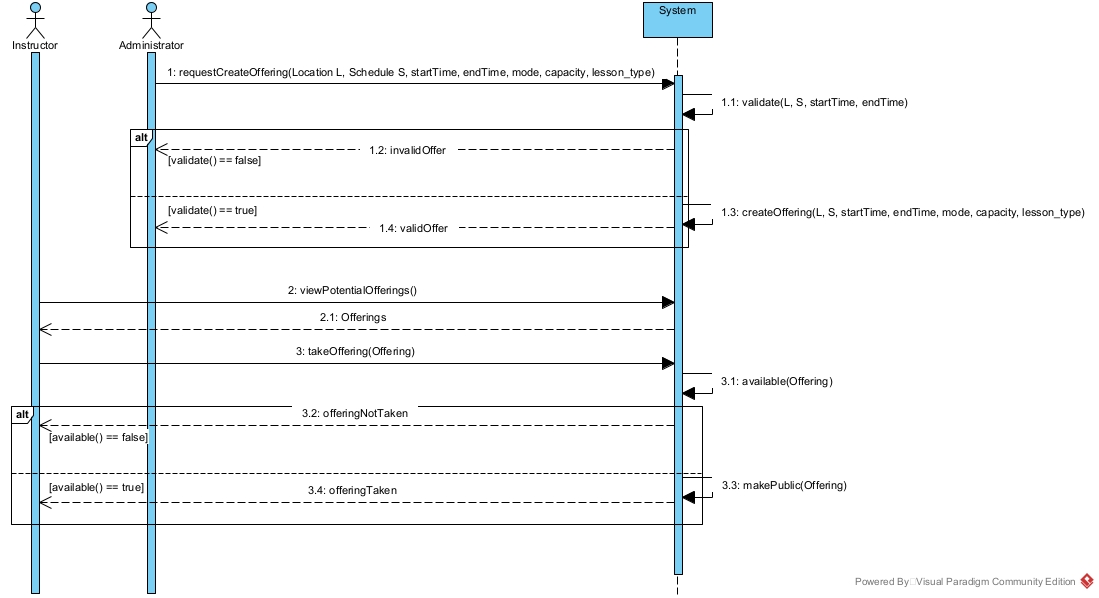 Instructor
Administrator
System
1: requestCreateOffering(Location L, Schedule S, startTime, endTime, mode, capacity, lesson_type)
1.1: validate(L, S, startTime, endTime)
alt
1.2: invalidOffer
[validate() == false]
[validate() == true]
1.3: createOffering(L, S, startTime, endTime, mode, capacity, lesson_type)
1.4: validOffer
2: viewPotentialOfferings()
2.1: Offerings
3: takeOffering(Offering)
3.1: available(Offering)
alt
3.2: offeringNotTaken
[available() == false]
[available() == true]
3.4: offeringTaken
3.3: makePublic(Offering)
Powered By Visual Paradigm Community Edition